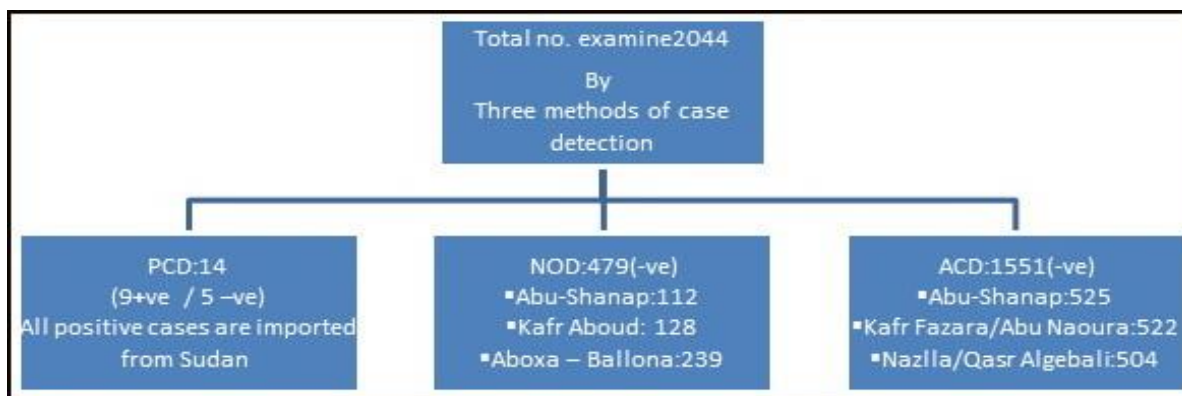 Total no. examine2044
By
Three methods of case
detection
PCD:14
(9+ve / 5 –ve)
All positive cases are imported
from Sudan
NOD:479(-ve)
▪Abu-Shanap:112
▪Kafr Aboud: 128
▪Aboxa – Ballona:239
ACD:1551(-ve)
▪Abu-Shanap:525
▪Kafr Fazara/Abu Naoura:522
▪Nazlla/Qasr Algebali:504